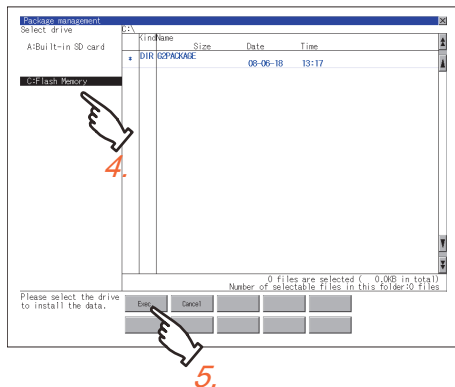 Package management
Select drive
C:\
A:Built-in SD card
C:Flash Memory
Kind Name
Size Date Time
* DIR G2PACKAGE
08-06-18 13:17
4.
0 files are selected ( 0.0KB in total)
Number of selectable files in this folder:0 files
Please select the drive
to install the data.
Exec Cancel
5.